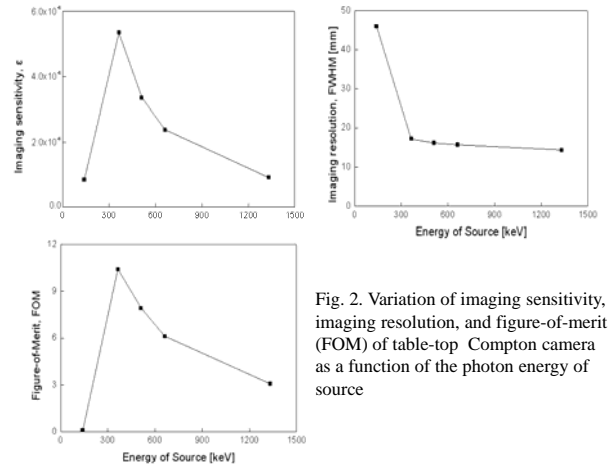 6.0x10⁻⁴
4.0x10⁻⁴
2.0x10⁻⁴
0.0
Imaging sensitivity, ε
0 300 600 900 1200 1500
50
40
30
20
10
0
Imaging resolution, FWHM [mm]
0 300 600 900 1200 1500
Energy of Source [keV]
12
9
6
3
0
Figure-of-Merit, FOM
0 300 600 900 1200 1500
Energy of Source [keV]
Fig. 2. Variation of imaging sensitivity,
imaging resolution, and figure-of-merit
(FOM) of table-top Compton camera
as a function of the photon energy of
source